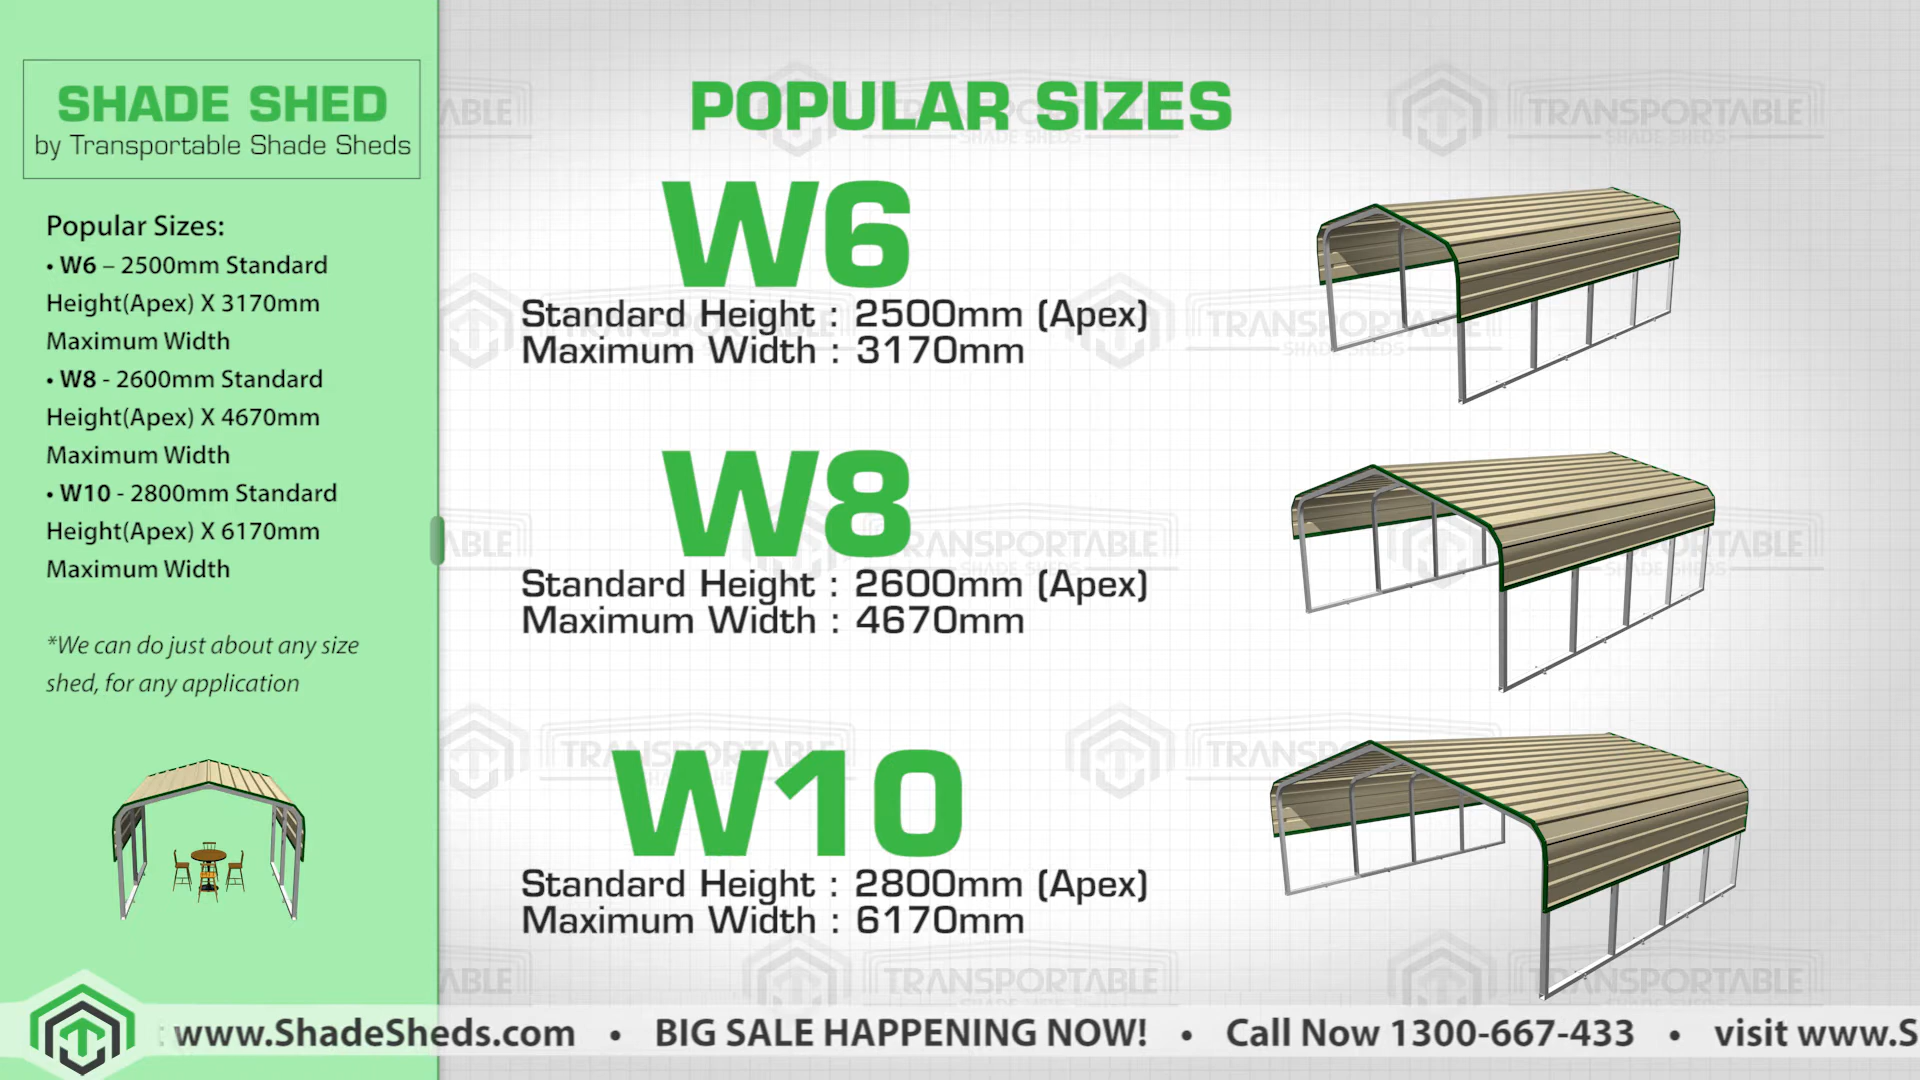 SHADE SHED
by Transportable Shade Sheds
Popular Sizes:
• W6 – 2500mm Standard
Height(Apex) X 3170mm
Maximum Width
• W8 - 2600mm Standard
Height(Apex) X 4670mm
Maximum Width
• W10 - 2800mm Standard
Height(Apex) X 6170mm
Maximum Width
*We can do just about any size
shed, for any application
POPULAR SIZES
W6
Standard Height : 2500mm (Apex)
Maximum Width : 3170mm
W8
Standard Height : 2600mm (Apex)
Maximum Width : 4670mm
W10
Standard Height : 2800mm (Apex)
Maximum Width : 6170mm
TRANSPORTABLE
SHADE SHEDS
www.ShadeSheds.com • BIG SALE HAPPENING NOW! • Call Now 1300-667-433 • visit www.S